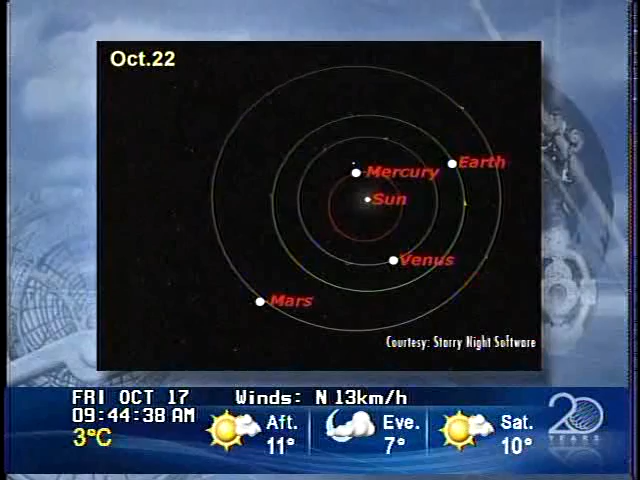 Oct.22
Mercury
Earth
Sun
Venus
Mars
Courtesy: Starry Night Software
FRI OCT 17 Winds: N 13km/h
09:44:38 AM
3°C
Aft.
11°
Eve.
7°
Sat.
10°
20
YEARS